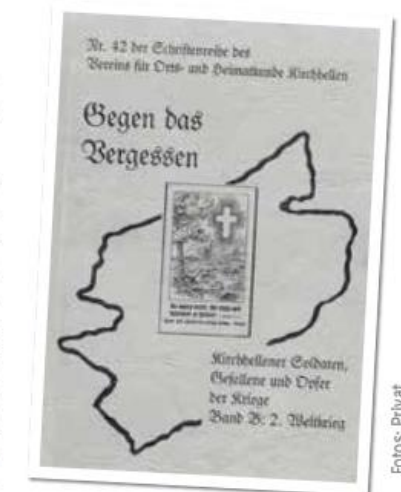 Nr. 42 der Schriftenreihe des
Vereins für Orts- und Heimatkunde Kirchhellen
Gegen das
Vergessen
Kirchhellener Soldaten,
Gefallene und Opfer
der Kriege
Band B: 2. Weltkrieg
Fotos: Privat